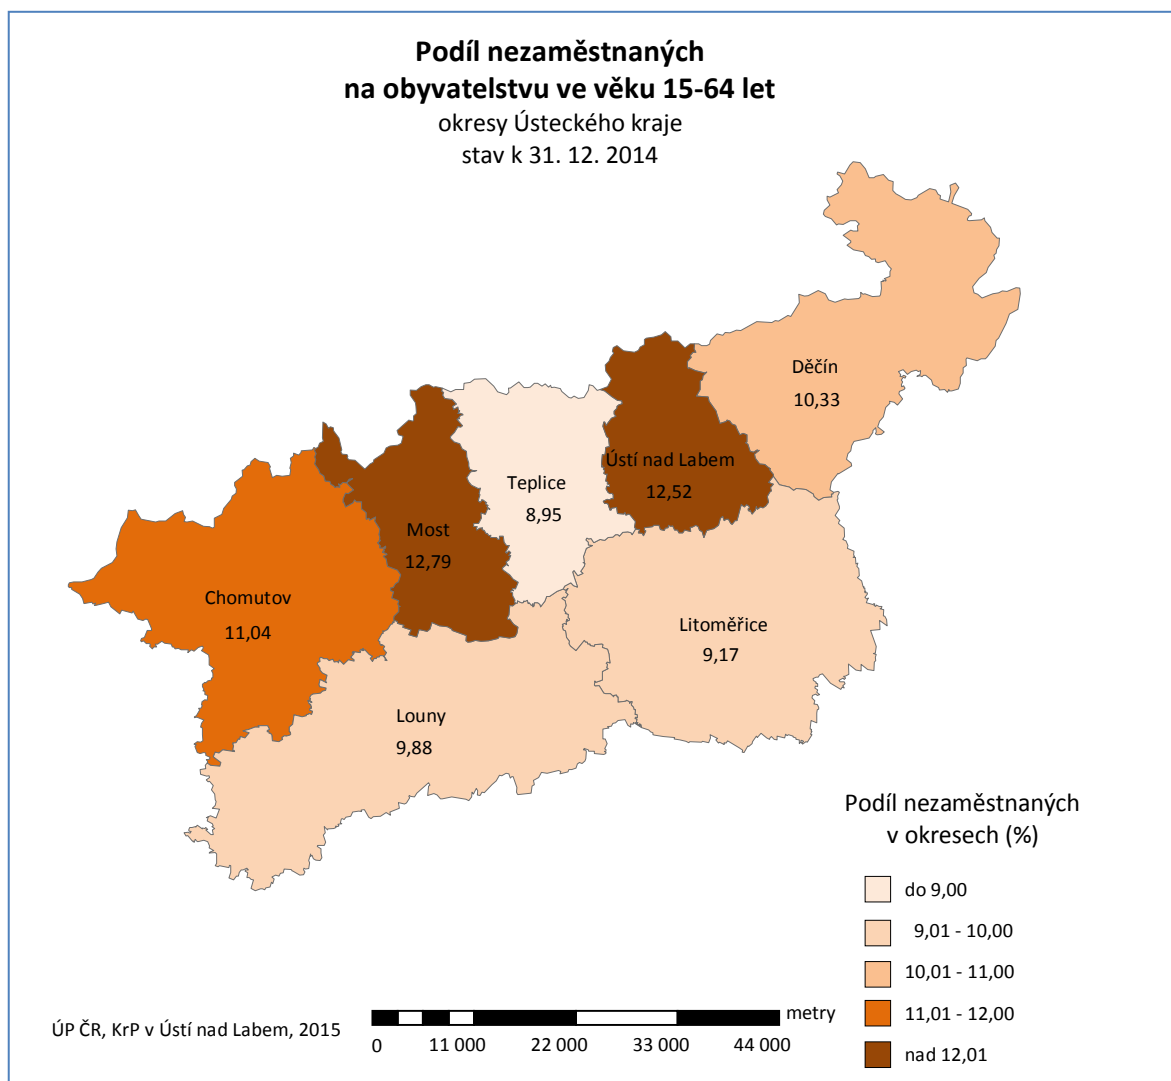 Podíl nezaměstnaných
na obyvatelstvu ve věku 15-64 let
okresy Ústeckého kraje
stav k 31. 12. 2014
Děčín
10,33
Ústí nad Labem
12,52
Teplice
8,95
Most
12,79
Chomutov
11,04
Litoměřice
9,17
Louny
9,88
Podíl nezaměstnaných
v okresech (%)
do 9,00
9,01 - 10,00
10,01 - 11,00
11,01 - 12,00
nad 12,01
ÚP ČR, KrP v Ústí nad Labem, 2015
metry
0 11 000 22 000 33 000 44 000